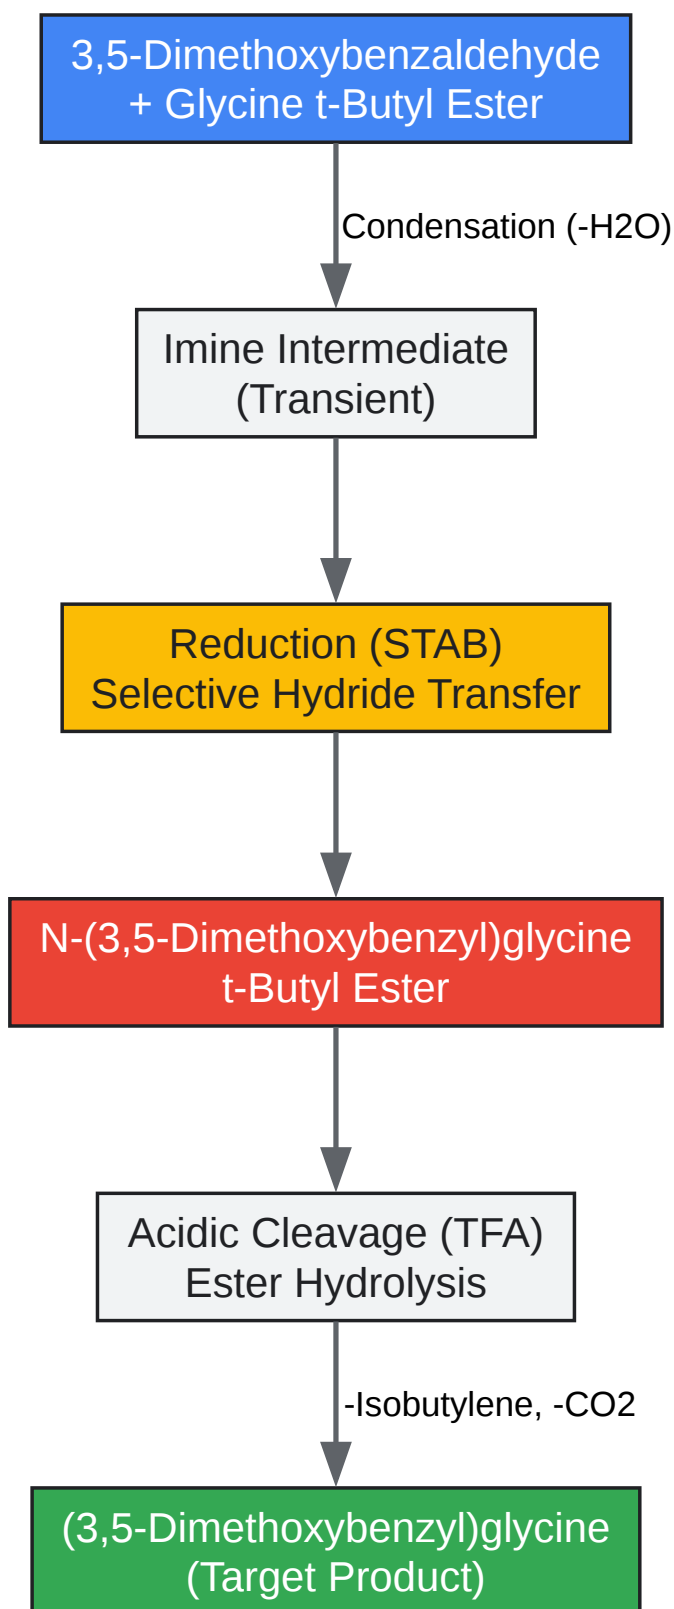 3,5-Dimethoxybenzaldehyde
+ Glycine t-Butyl Ester
Condensation (-H2O)
Imine Intermediate
(Transient)
Reduction (STAB)
Selective Hydride Transfer
N-(3,5-Dimethoxybenzyl)glycine
t-Butyl Ester
Acidic Cleavage (TFA)
Ester Hydrolysis
-Isobutylene, -CO2
(3,5-Dimethoxybenzyl)glycine
(Target Product)